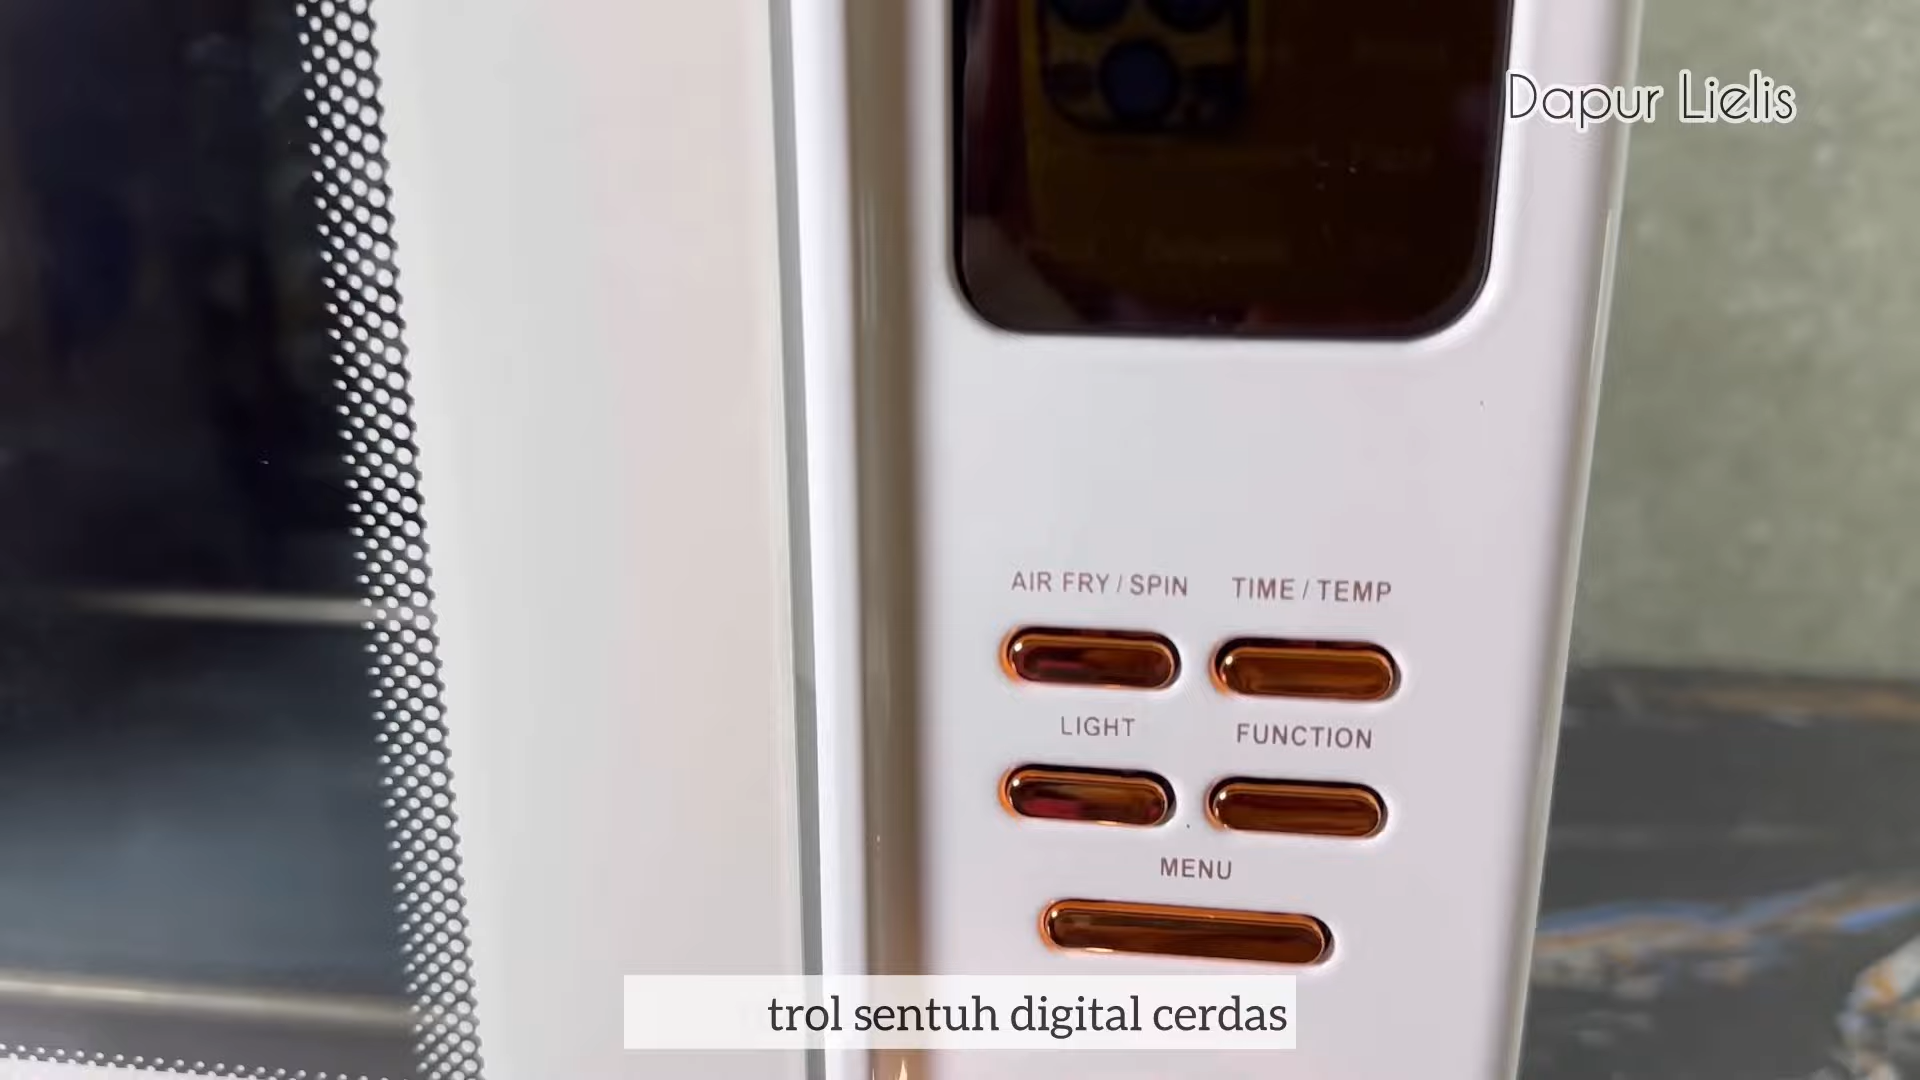 Dapur Lielis
AIR FRY / SPIN TIME / TEMP
LIGHT FUNCTION
MENU
trol sentuh digital cerdas